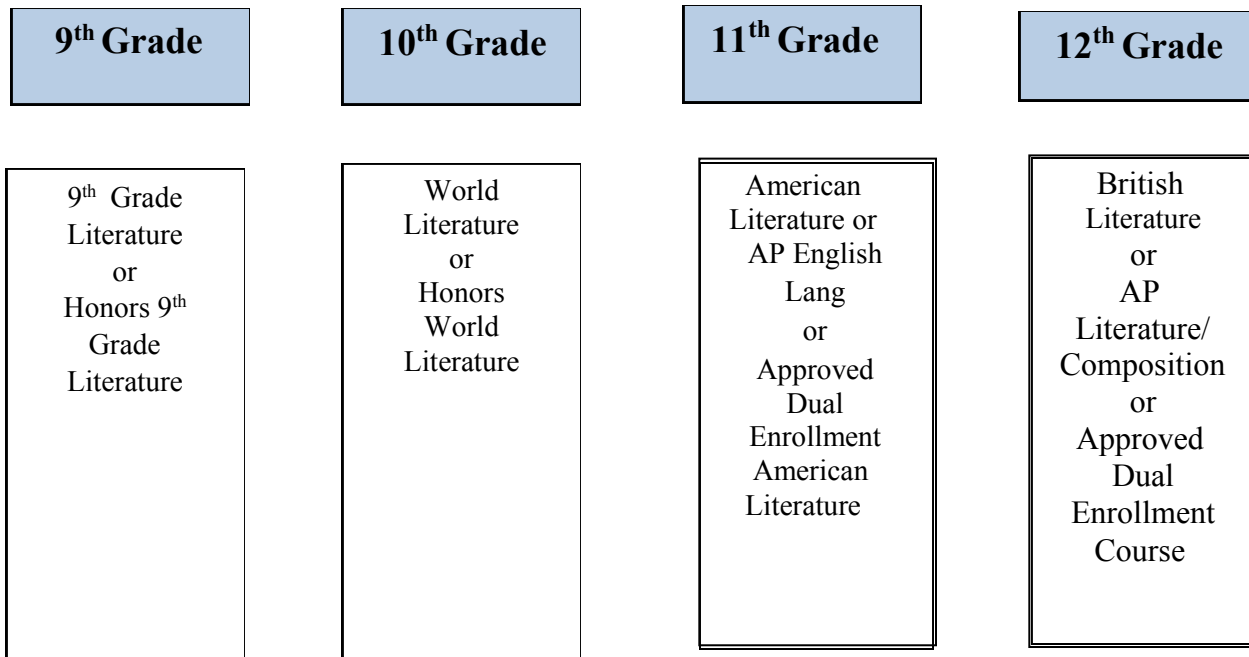 9th Grade
10th Grade
11th Grade
12th Grade
9th Grade
Literature
or
Honors 9th
Grade
Literature
World
Literature
or
Honors
World
Literature
American
Literature or
AP English
Lang
or
Approved
Dual
Enrollment
American
Literature
British
Literature
or
AP
Literature/
Composition
or
Approved
Dual
Enrollment
Course